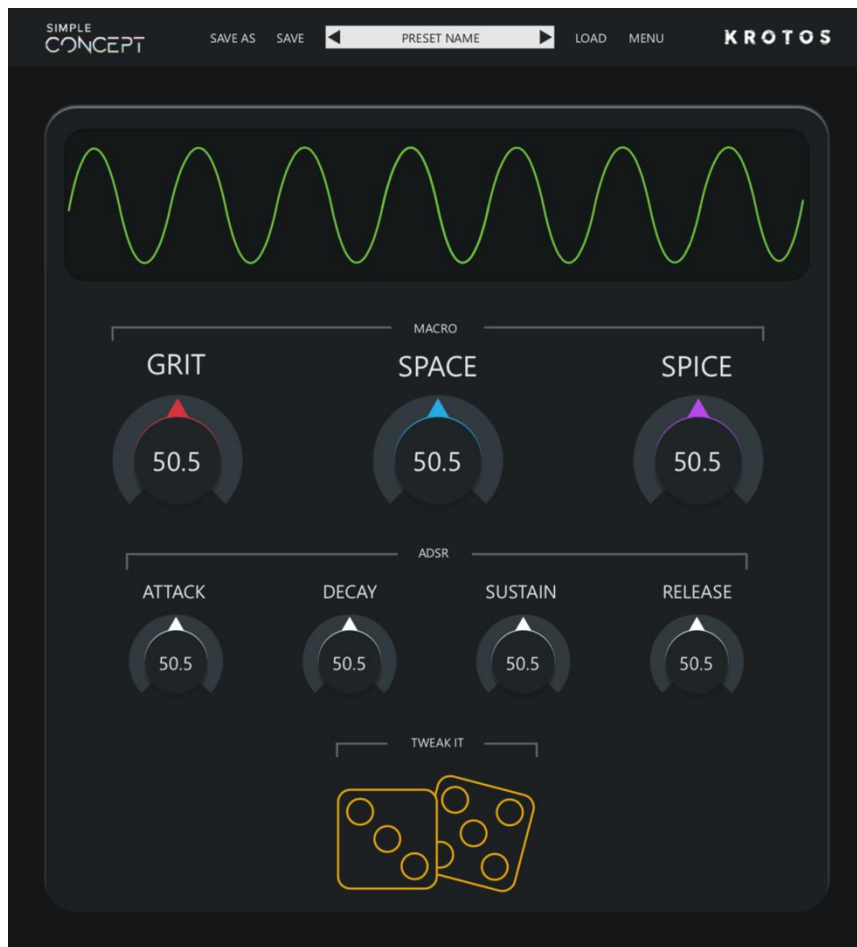 SIMPLE
CONCEPT
SAVE AS SAVE PRESET NAME LOAD MENU
KROTOS
MACRO
GRIT SPACE SPICE
50.5 50.5 50.5
ADSR
ATTACK DECAY SUSTAIN RELEASE
50.5 50.5 50.5 50.5
TWEAK IT